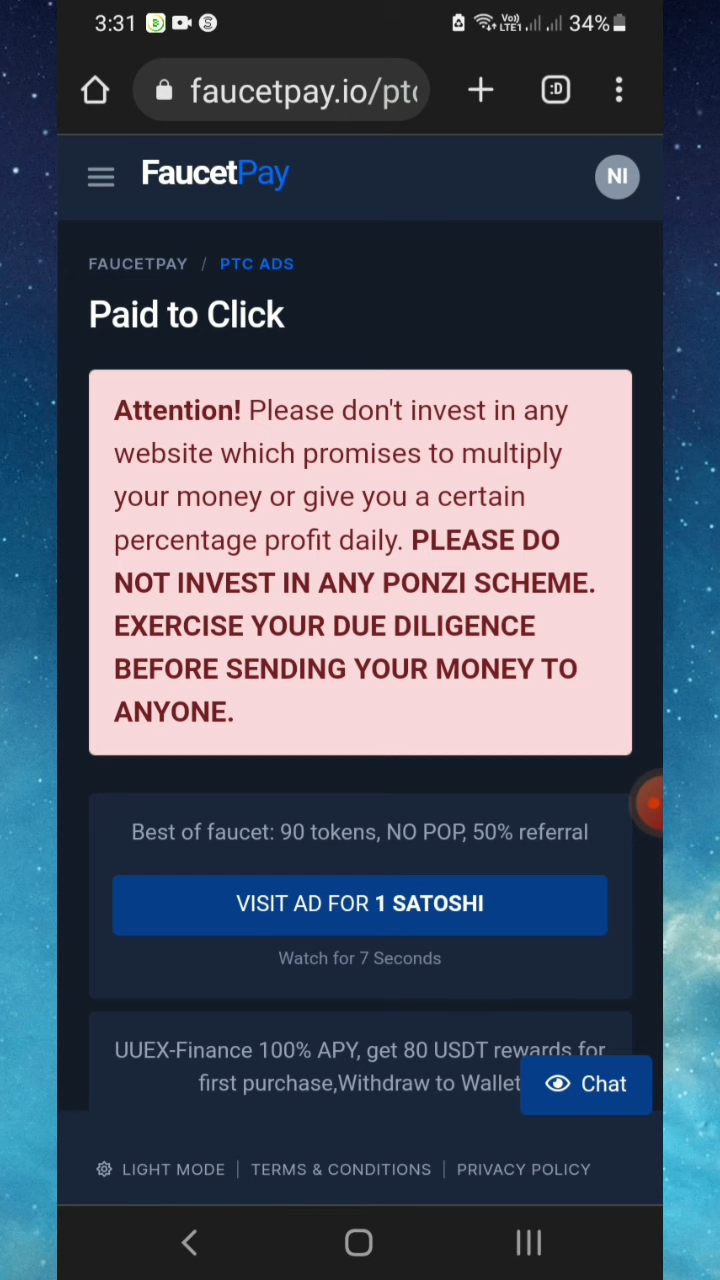 3:31
Vo))
LTE1
34%
faucetpay.io/ptc
:D
FaucetPay
NI
FAUCETPAY / PTC ADS
Paid to Click
Attention! Please don't invest in any
website which promises to multiply
your money or give you a certain
percentage profit daily. PLEASE DO
NOT INVEST IN ANY PONZI SCHEME.
EXERCISE YOUR DUE DILIGENCE
BEFORE SENDING YOUR MONEY TO
ANYONE.
Best of faucet: 90 tokens, NO POP, 50% referral
VISIT AD FOR 1 SATOSHI
Watch for 7 Seconds
UUEX-Finance 100% APY, get 80 USDT rewards for
first purchase,Withdraw to Wallet
Chat
LIGHT MODE | TERMS & CONDITIONS | PRIVACY POLICY